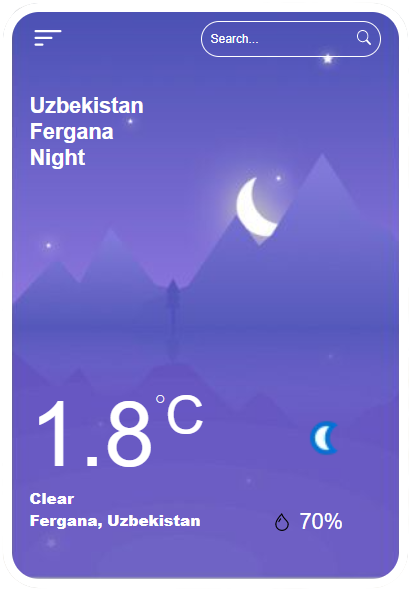 Search...
Uzbekistan
Fergana
Night
1.8°C
Clear
Fergana, Uzbekistan
70%